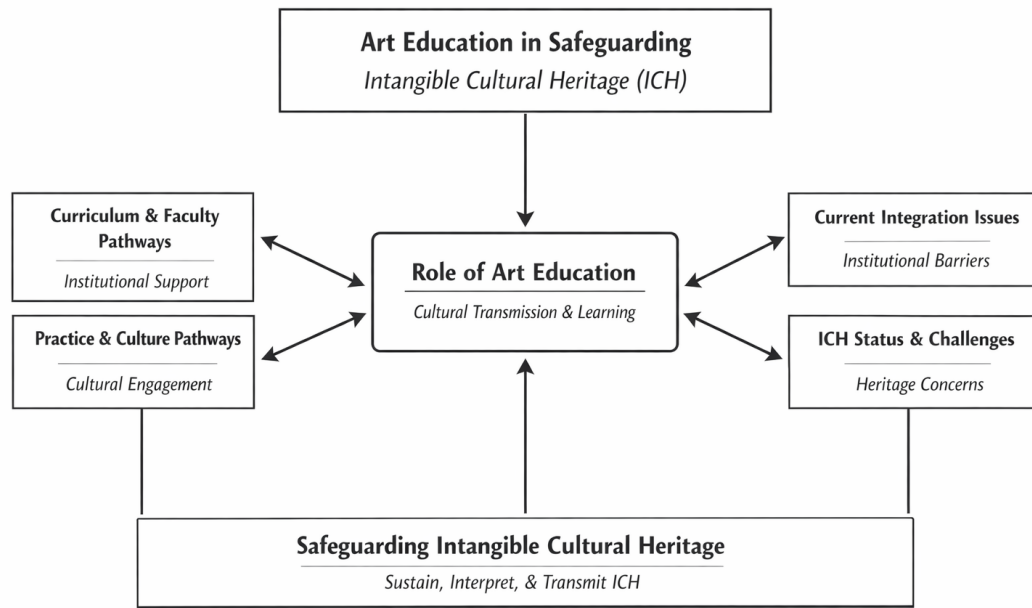 Art Education in Safeguarding
Intangible Cultural Heritage (ICH)
Curriculum & Faculty
Pathways
Institutional Support
Practice & Culture Pathways
Cultural Engagement
Role of Art Education
Cultural Transmission & Learning
Current Integration Issues
Institutional Barriers
ICH Status & Challenges
Heritage Concerns
Safeguarding Intangible Cultural Heritage
Sustain, Interpret, & Transmit ICH